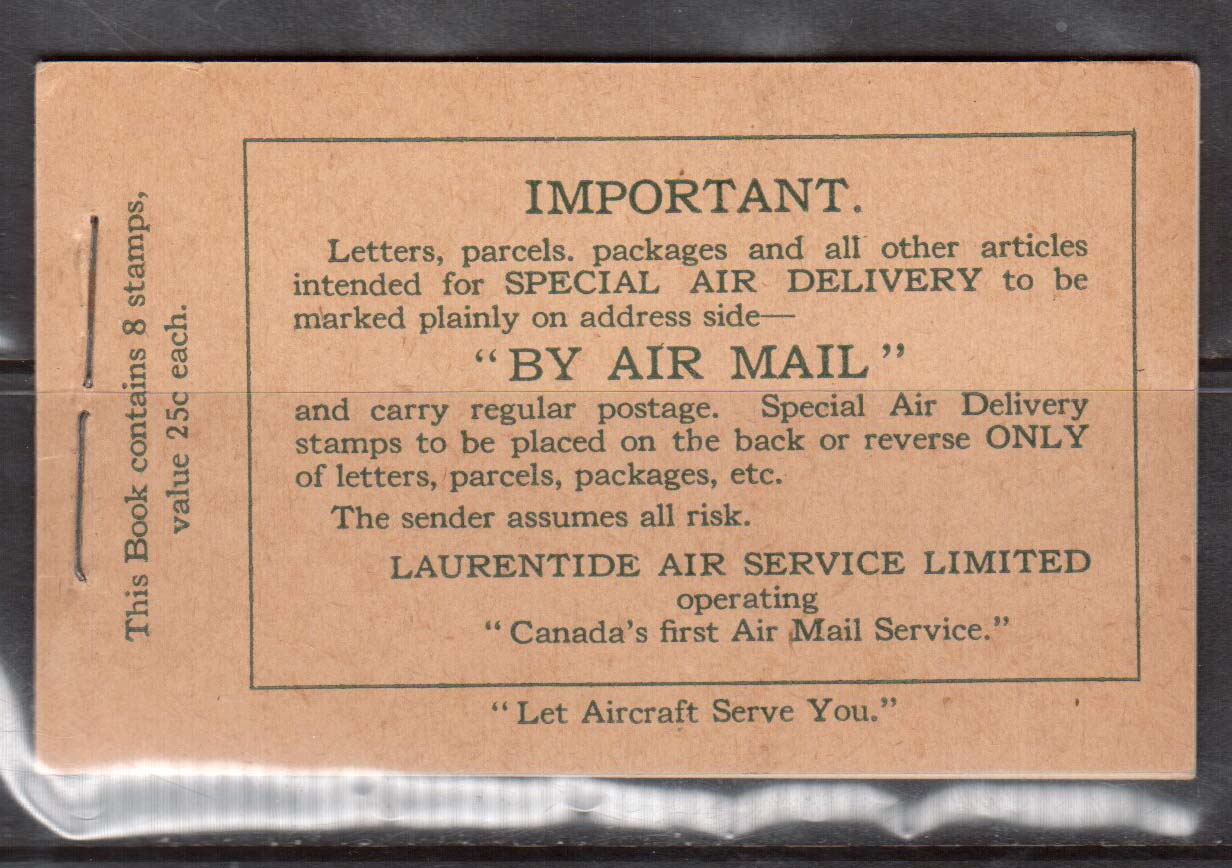 This Book contains 8 stamps,
value 25c each.
IMPORTANT.
Letters, parcels. packages and all other articles
intended for SPECIAL AIR DELIVERY to be
marked plainly on address side—
“BY AIR MAIL”
and carry regular postage. Special Air Delivery
stamps to be placed on the back or reverse ONLY
of letters, parcels, packages, etc.
The sender assumes all risk.
LAURENTIDE AIR SERVICE LIMITED
operating
“Canada's first Air Mail Service.”
“Let Aircraft Serve You.”